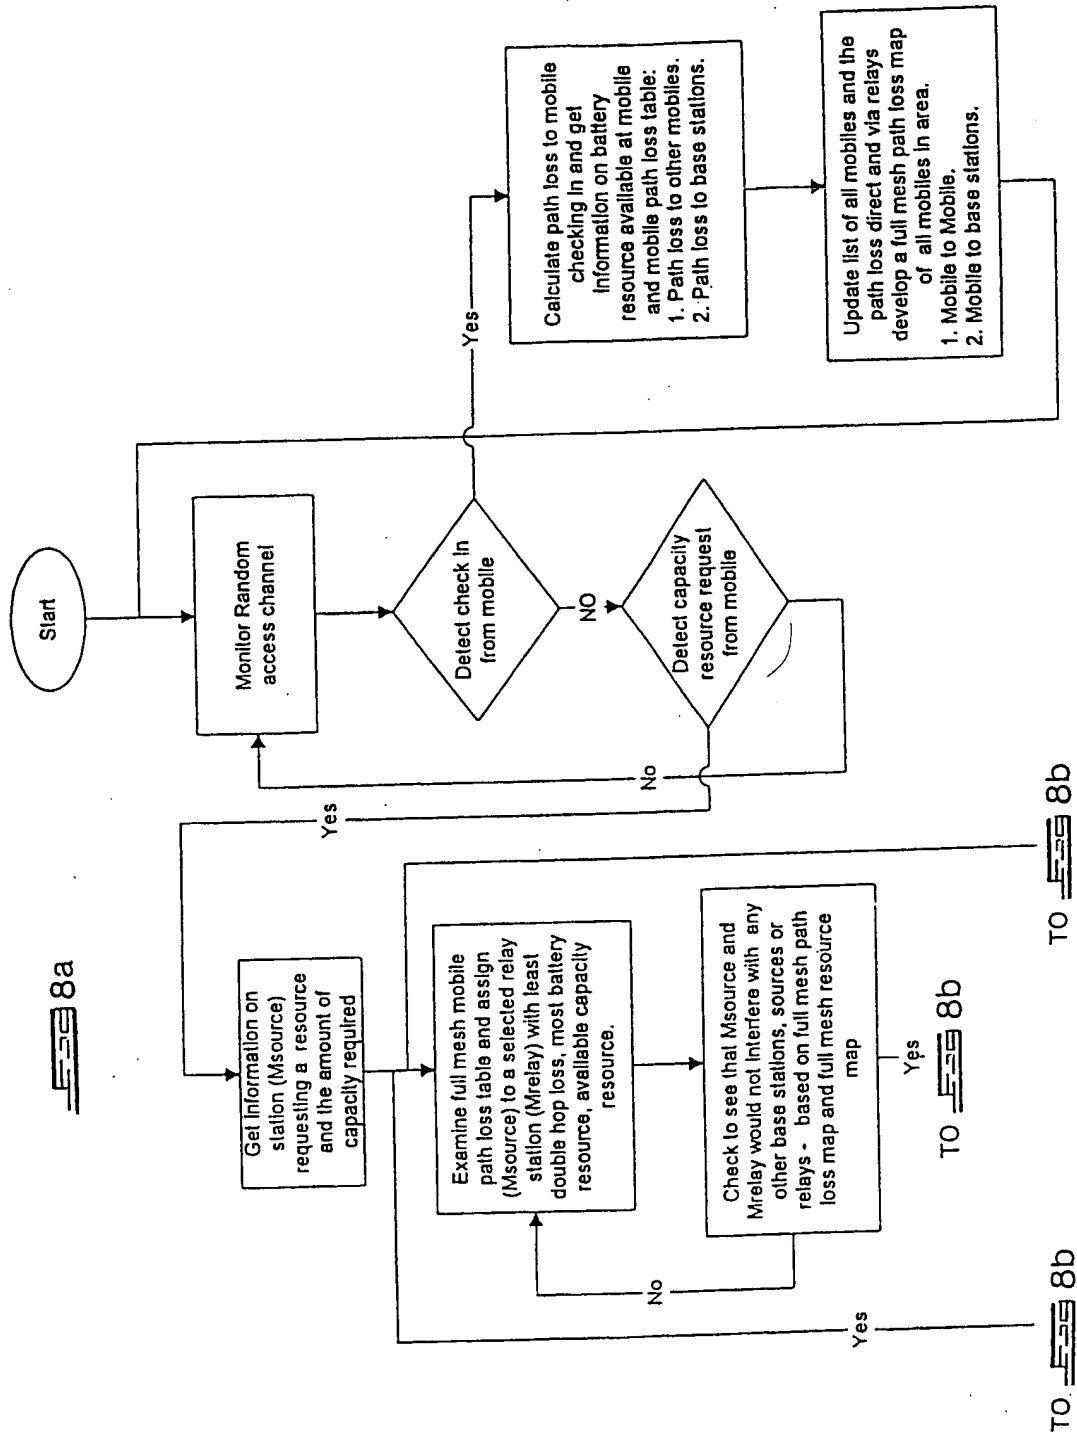 Fig 8a
Start
Monitor Random
access channel
Detect check in
from mobile
Yes
NO
Calculate path loss to mobile
checking in and get
Information on battery
resource available at mobile
and mobile path loss table:
1. Path loss to other mobiles.
2. Path loss to base stations.
Update list of all mobiles and the
path loss direct and via relays
develop a full mesh path loss map
of all mobiles in area.
1. Mobile to Mobile.
2. Mobile to base stations.
Detect capacity
resource request
from mobile
No
Yes
Get information on
station (Msource)
requesting a resource
and the amount of
capacity required
Examine full mesh mobile
path loss table and assign
(Msource) to a selected relay
station (Mrelay) with least
double hop loss, most battery
resource, available capacity
resource.
Check to see that Msource and
Mrelay would not Interfere with any
other base stations, sources or
relays - based on full mesh path
loss map and full mesh resource
map
No
Yes
Yes
TO Fig 8b
TO Fig 8b
TO Fig 8b